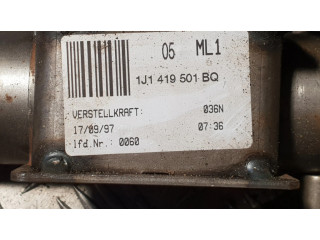 05 ML1
1J1 419 501 BQ
VERSTELLKRAFT: 036N
17/09/97 07:36
lfd.Nr.: 0060